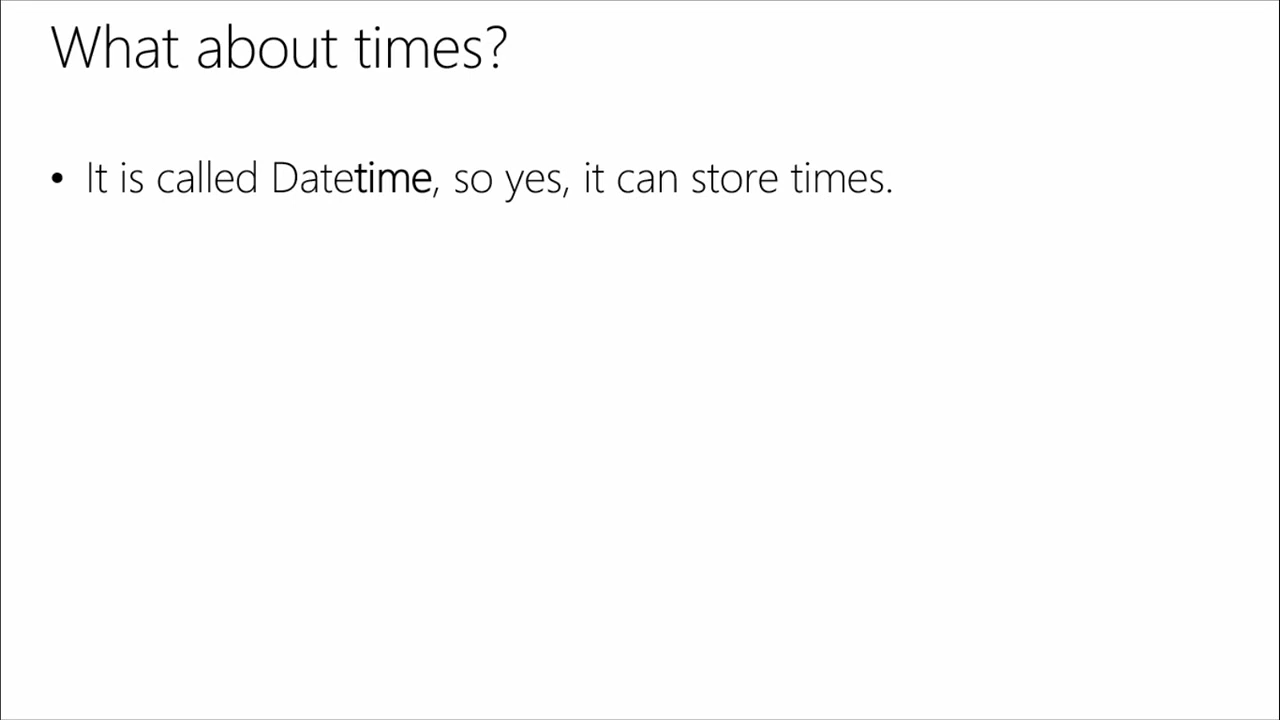 What about times?
• It is called Datetime, so yes, it can store times.